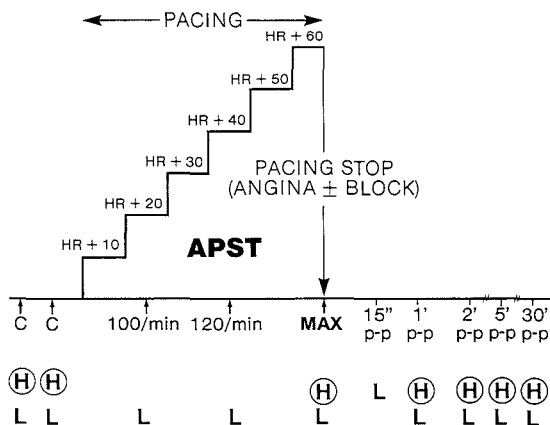 PACING
HR + 60
HR + 50
HR + 40
HR + 30
HR + 20
HR + 10
PACING STOP
(ANGINA ± BLOCK)
APST
C C 100/min 120/min MAX 15" 1' 2' 5' 30'
p-p p-p p-p p-p p-p
H H H L H H H H
L L L L L L L L L